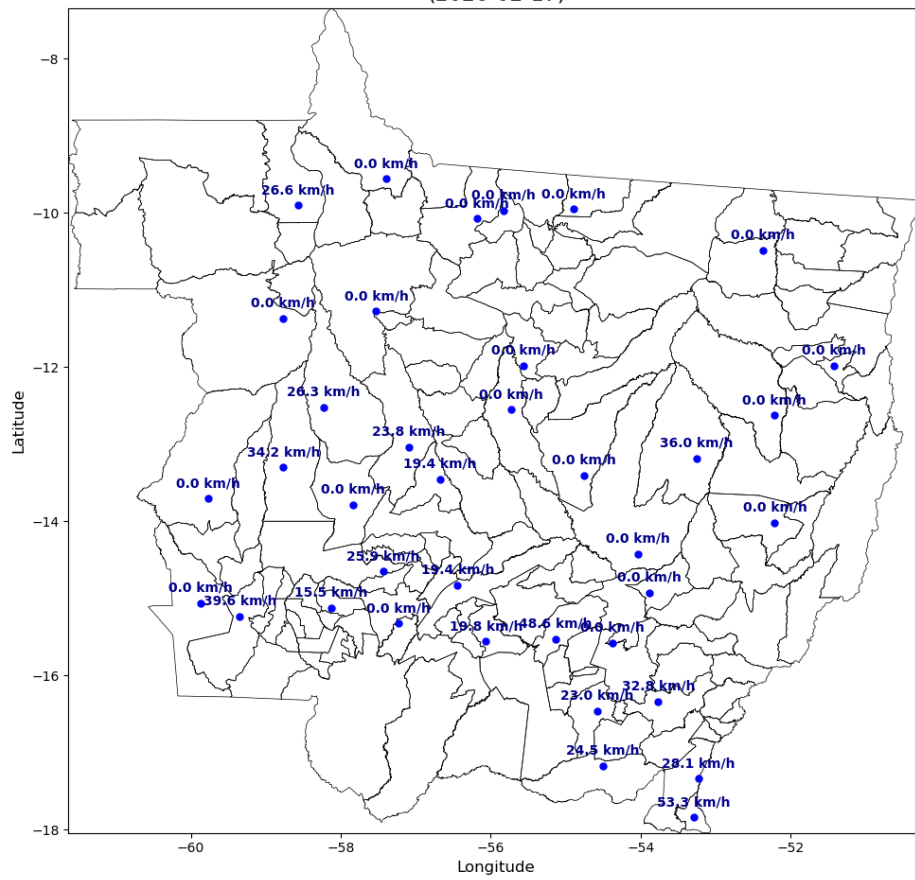 −8
0.0 km/h
26.6 km/h
0.0 km/h
0.0 km/h
0.0 km/h
−10
0.0 km/h
0.0 km/h
0.0 km/h
0.0 km/h
0.0 km/h
−12
0.0 km/h
26.3 km/h
0.0 km/h
23.8 km/h
36.0 km/h
34.2 km/h
19.4 km/h
0.0 km/h
Latitude
0.0 km/h
0.0 km/h
0.0 km/h
−14
0.0 km/h
25.9 km/h
19.4 km/h
0.0 km/h
0.0 km/h
39.6 km/h
15.5 km/h
0.0 km/h
19.8 km/h
48.6 km/h
0.0 km/h
−16
32.8 km/h
23.0 km/h
24.5 km/h
28.1 km/h
53.3 km/h
−18
−60
−58
−56
−54
−52
Longitude